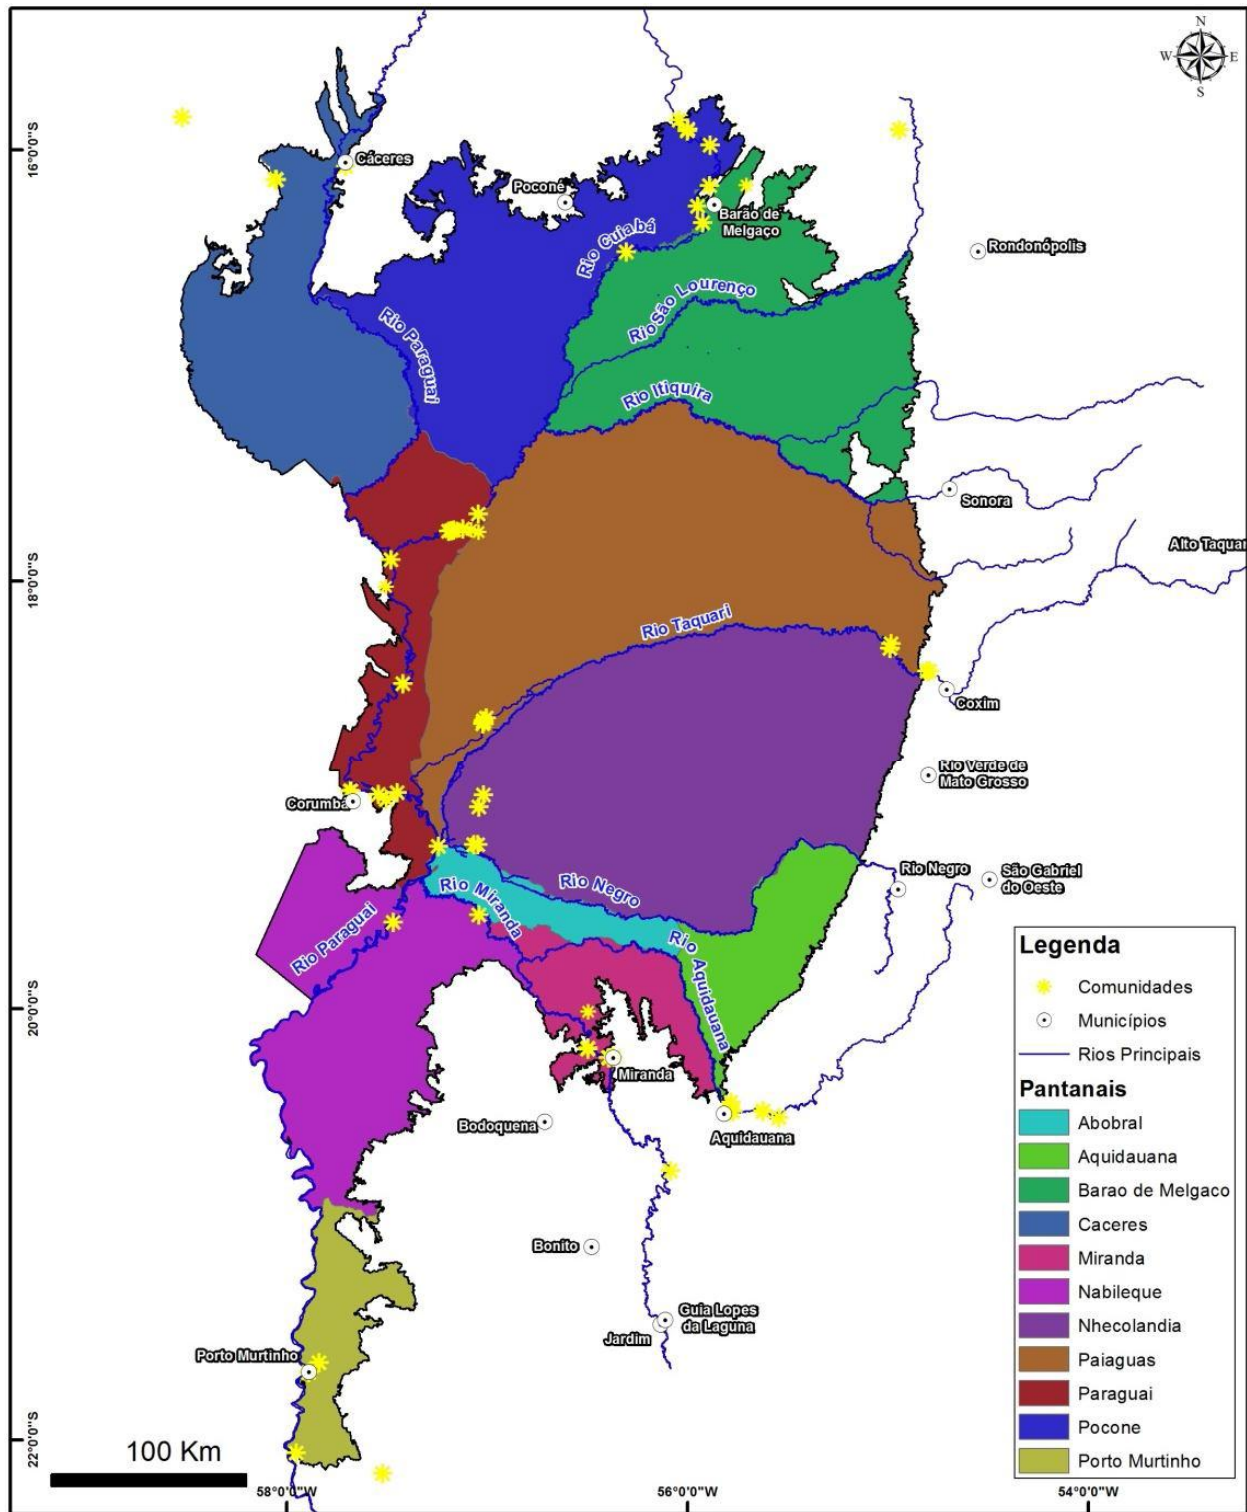 N
W E
S
16°0'0"S
Cáceres
Poconé
Barão de
Melgaço
Rio Cuiabá
Rondonópolis
Rio São Lourenço
Rio Paraguai
Rio Itiquíra
Sonora
Alto Taquar
18°0'0"S
Rio Taquari
Coxim
Rio Verde de
Mato Grosso
Corumbá
Rio Negro
São Gabriel
do Oeste
Rio Miranda
Rio Negro
Rio Paraguai
Rio Aquidauana
20°0'0"S
Miranda
Bodoquena
Aquidauana
Bonito
Guia Lopes
da Laguna
Jardim
Porto Murtinho
22°0'0"S
100 Km
58°0'0"W
56°0'0"W
54°0'0"W
Legenda
Comunidades
Municípios
Rios Principais
Pantanais
Abobral
Aquidauana
Barao de Melgaco
Caceres
Miranda
Nabileque
Nhecolandia
Paiaguas
Paraguai
Pocone
Porto Murtinho